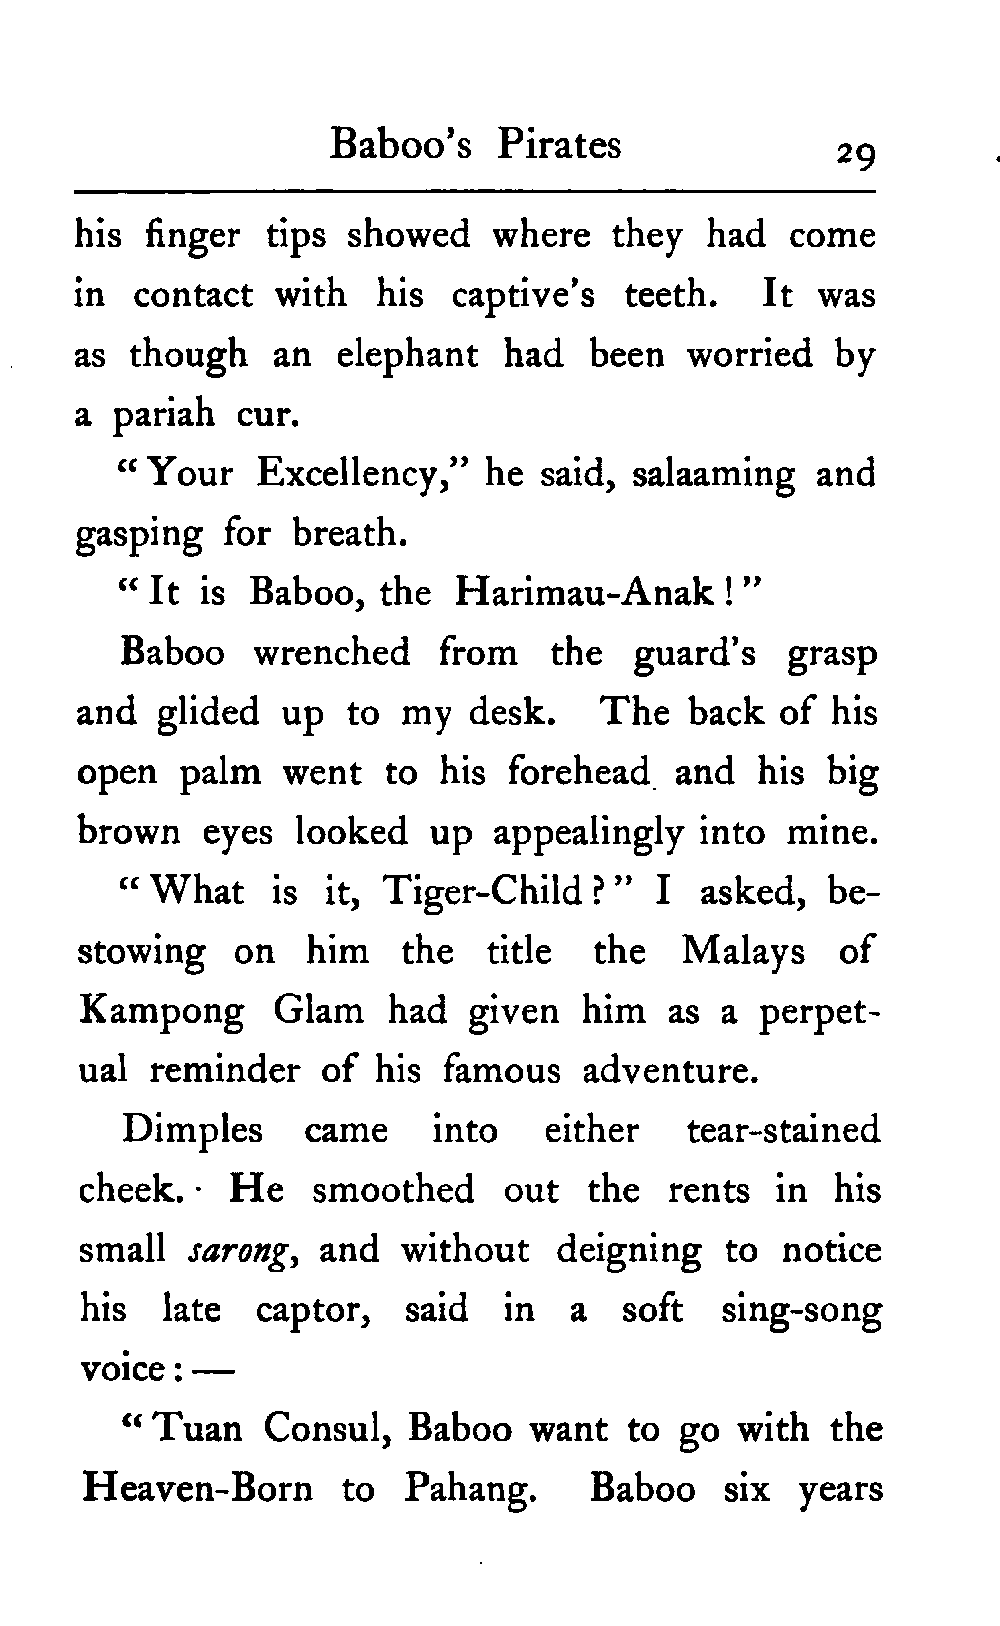 Baboo's Pirates 29
his finger tips showed where they had come
in contact with his captive's teeth. It was
as though an elephant had been worried by
a pariah cur.
“Your Excellency,” he said, salaaming and
gasping for breath.
“It is Baboo, the Harimau-Anak!”
Baboo wrenched from the guard's grasp
and glided up to my desk. The back of his
open palm went to his forehead and his big
brown eyes looked up appealingly into mine.
“What is it, Tiger-Child?” I asked, be-
stowing on him the title the Malays of
Kampong Glam had given him as a perpet-
ual reminder of his famous adventure.
Dimples came into either tear-stained
cheek. He smoothed out the rents in his
small sarong, and without deigning to notice
his late captor, said in a soft sing-song
voice:—
“Tuan Consul, Baboo want to go with the
Heaven-Born to Pahang. Baboo six years